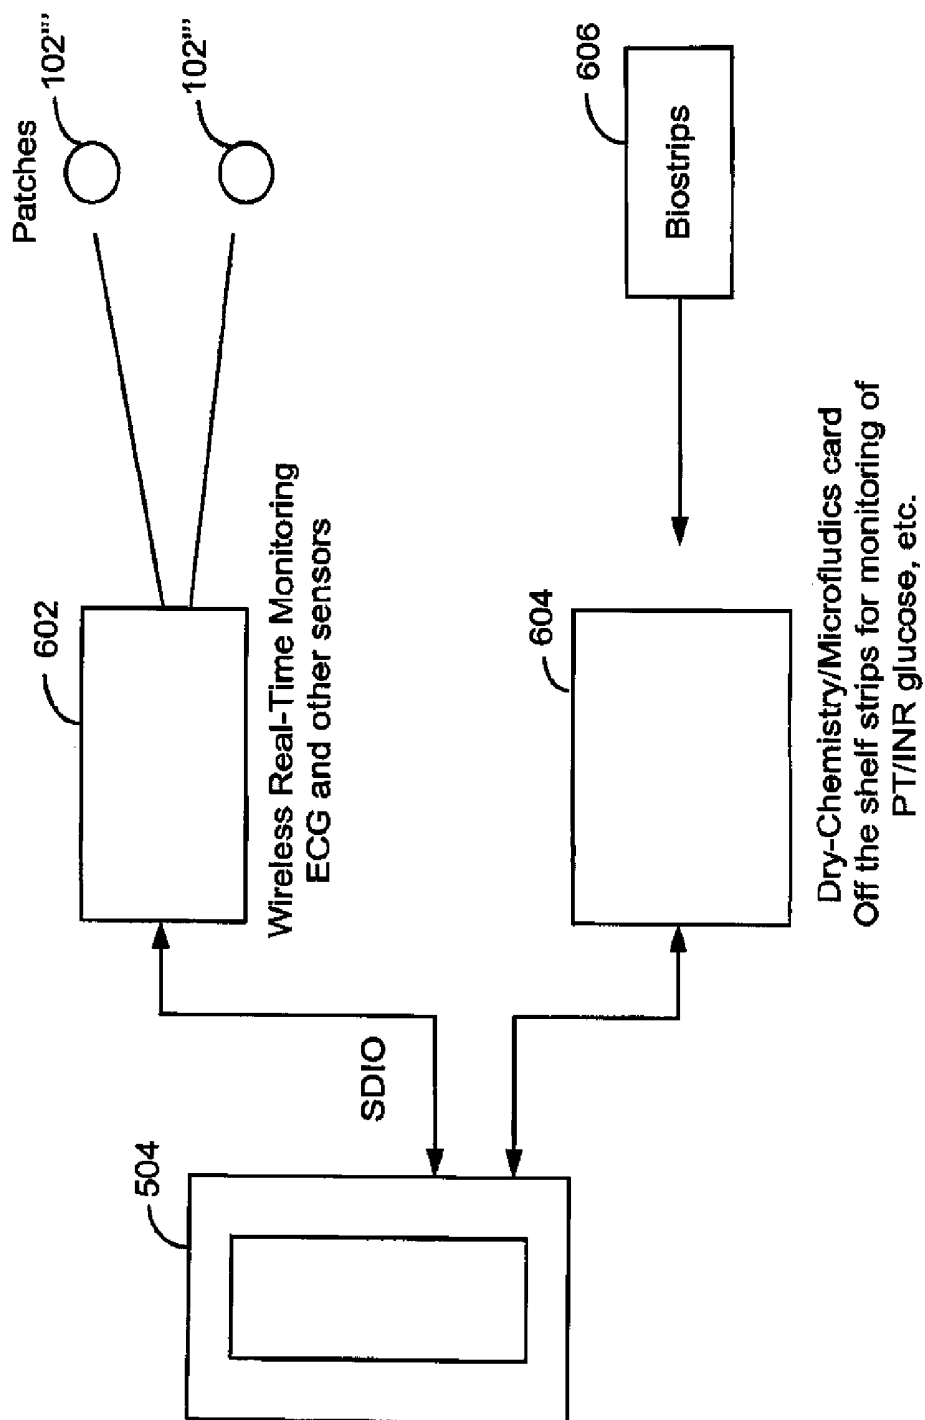 Patches
102'''
102'''
602
Wireless Real-Time Monitoring
ECG and other sensors
SDIO
504
606
Biostrips
604
Dry-Chemistry/Microfludics card
Off the shelf strips for monitoring of
PT/INR glucose, etc.